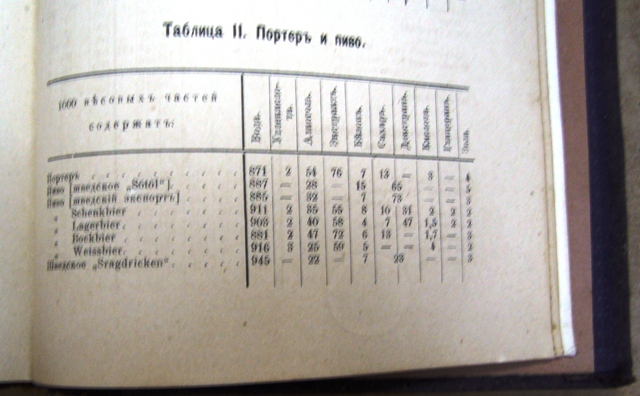 Таблица II. Портеръ и пиво.
1000 вѣсовыхъ частей содержатъ:
Вода. Углекислота. Алкоголь. Экстрактъ. Бѣлокъ. Сахаръ. Декстринъ. Кислота. Глицеринъ. Зола.
Портеръ 871 2 54 76 7 13 — 3 — 4
Пиво [шведское „Sötöl“]. 887 — 28 — 15 65 — — 5
Пиво [шведскій экспортъ] 885 — 32 — 7 73 — — 3
„ Schenkbier 911 2 35 55 8 10 31 2 2 2
„ Lagerbier 903 2 40 58 4 7 47 1,5 2 2
„ Bockbier 881 2 47 72 6 13 — 1,7 — 3
„ Weissbier 916 3 25 59 5 — — 4 — 2
Шведское „Svagdricken“ 945 — 22 — 7 23 — — 3